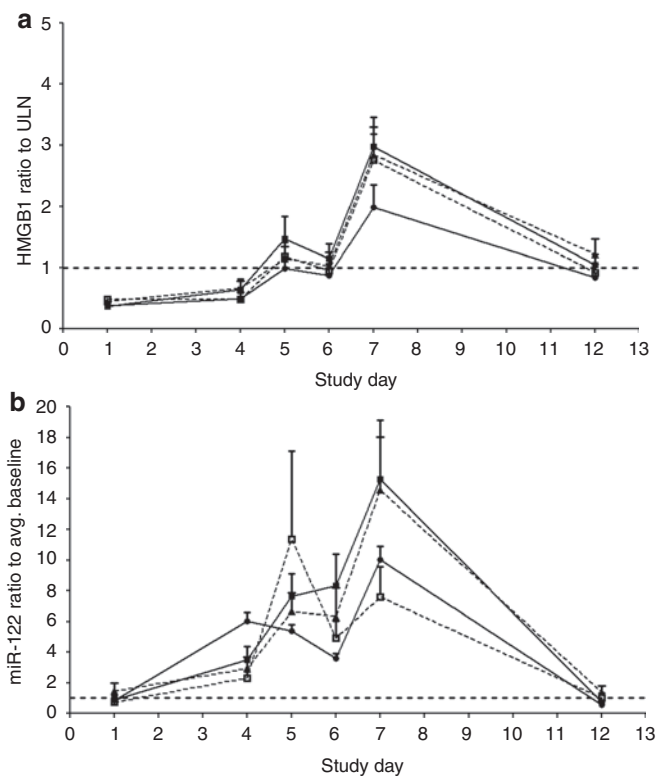 a
5
4
3
2
1
0
HMGB1 ratio to ULN
0 1 2 3 4 5 6 7 8 9 10 11 12 13
Study day
b
20
18
16
14
12
10
8
6
4
2
0
miR-122 ratio to avg. baseline
0 1 2 3 4 5 6 7 8 9 10 11 12 13
Study day